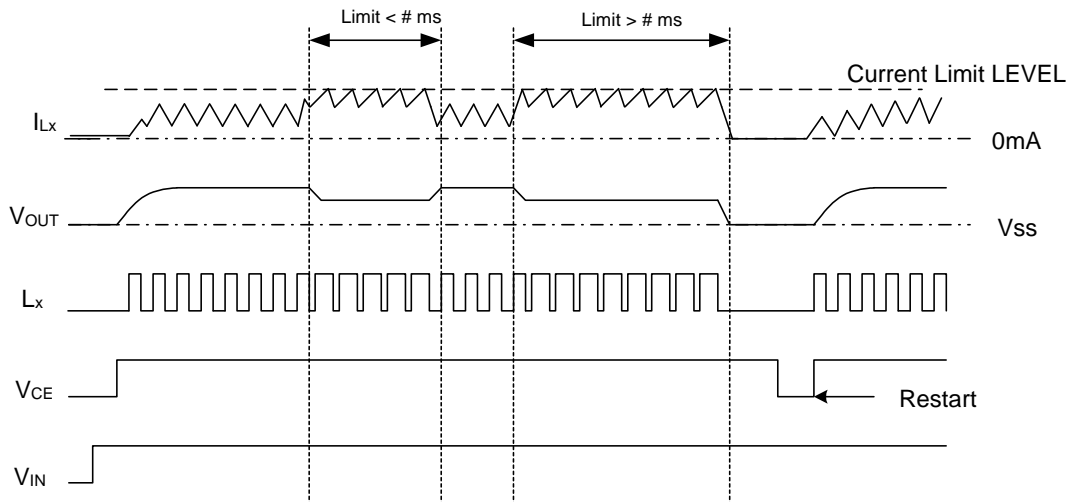 Limit < # ms
Limit > # ms
Current Limit LEVEL
ILx
0mA
VOUT
Vss
Lx
VCE
Restart
VIN